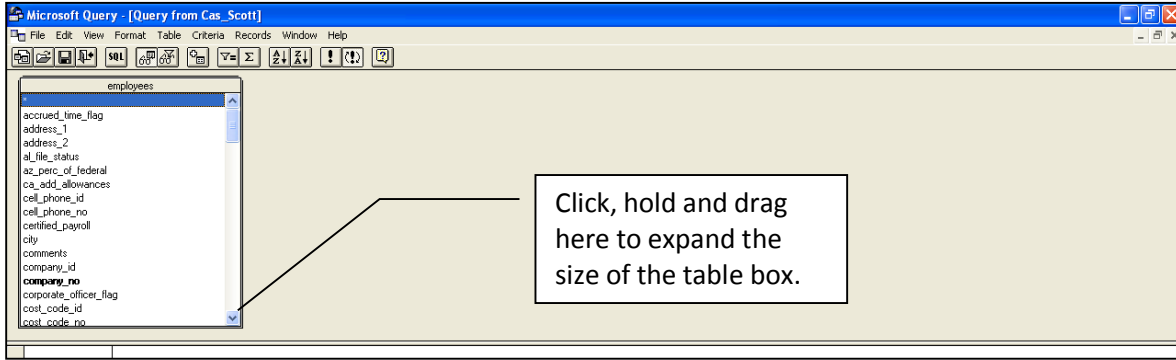 Microsoft Query - [Query from Cas_Scott]
File Edit View Format Table Criteria Records Window Help
SQL
employees
*
accrued_time_flag
address_1
address_2
al_file_status
az_perc_of_federal
ca_add_allowances
cell_phone_id
cell_phone_no
certified_payroll
city
comments
company_id
company_no
corporate_officer_flag
cost_code_id
cost_code_no
Click, hold and drag
here to expand the
size of the table box.